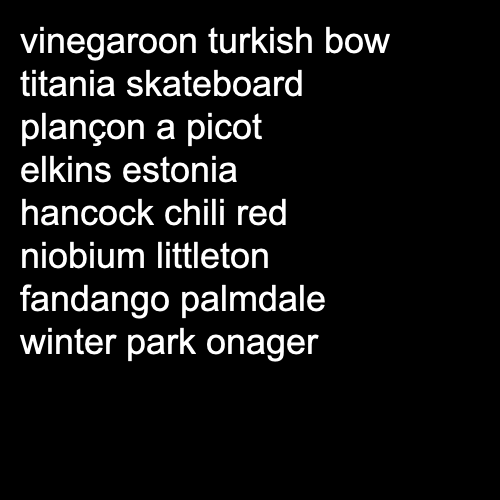 vinegaroon turkish bow
titania skateboard
plançon a picot
elkins estonia
hancock chili red
niobium littleton
fandango palmdale
winter park onager